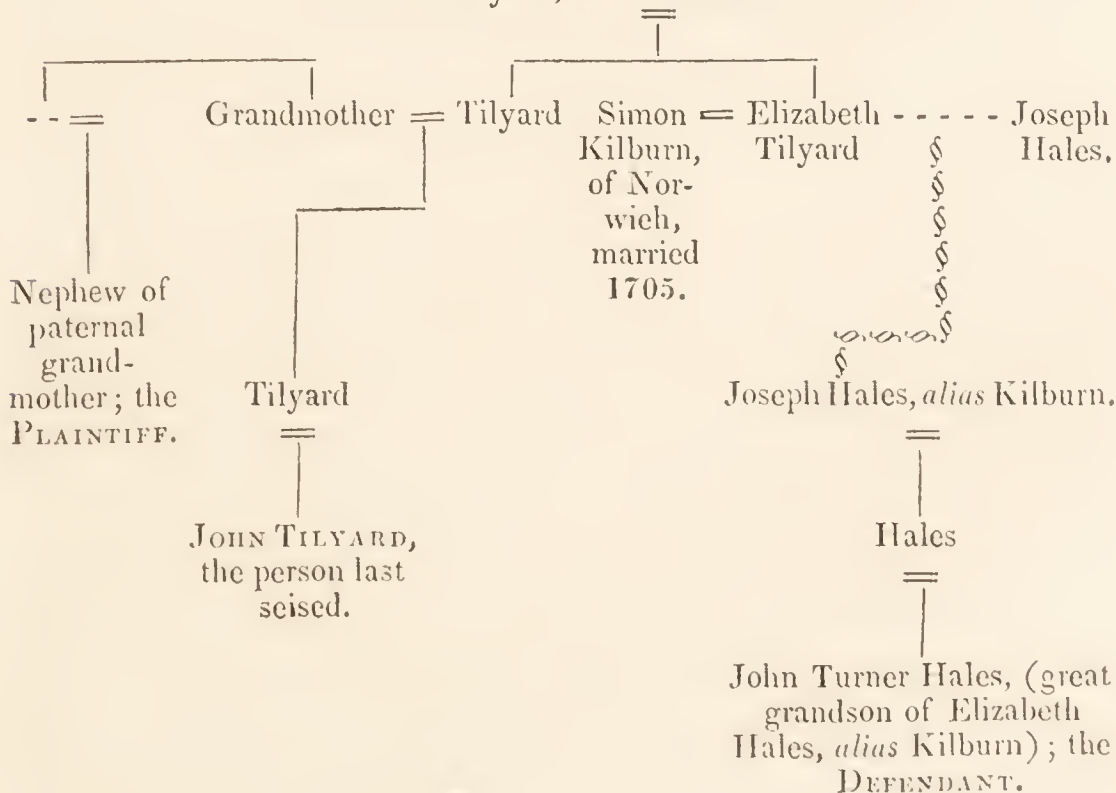 Grandmother = Tilyard
Simon = Elizabeth - - - - - Joseph
Kilburn, Tilyard Hales.
of Nor-
wich,
married
1705.
Nephew of
paternal
grand-
mother; the
PLAINTIFF.
Tilyard
Joseph Hales, alias Kilburn.
JOHN TILYARD,
the person last
seised.
Hales
John Turner Hales, (great
grandson of Elizabeth
Hales, alias Kilburn); the
DEFENDANT.